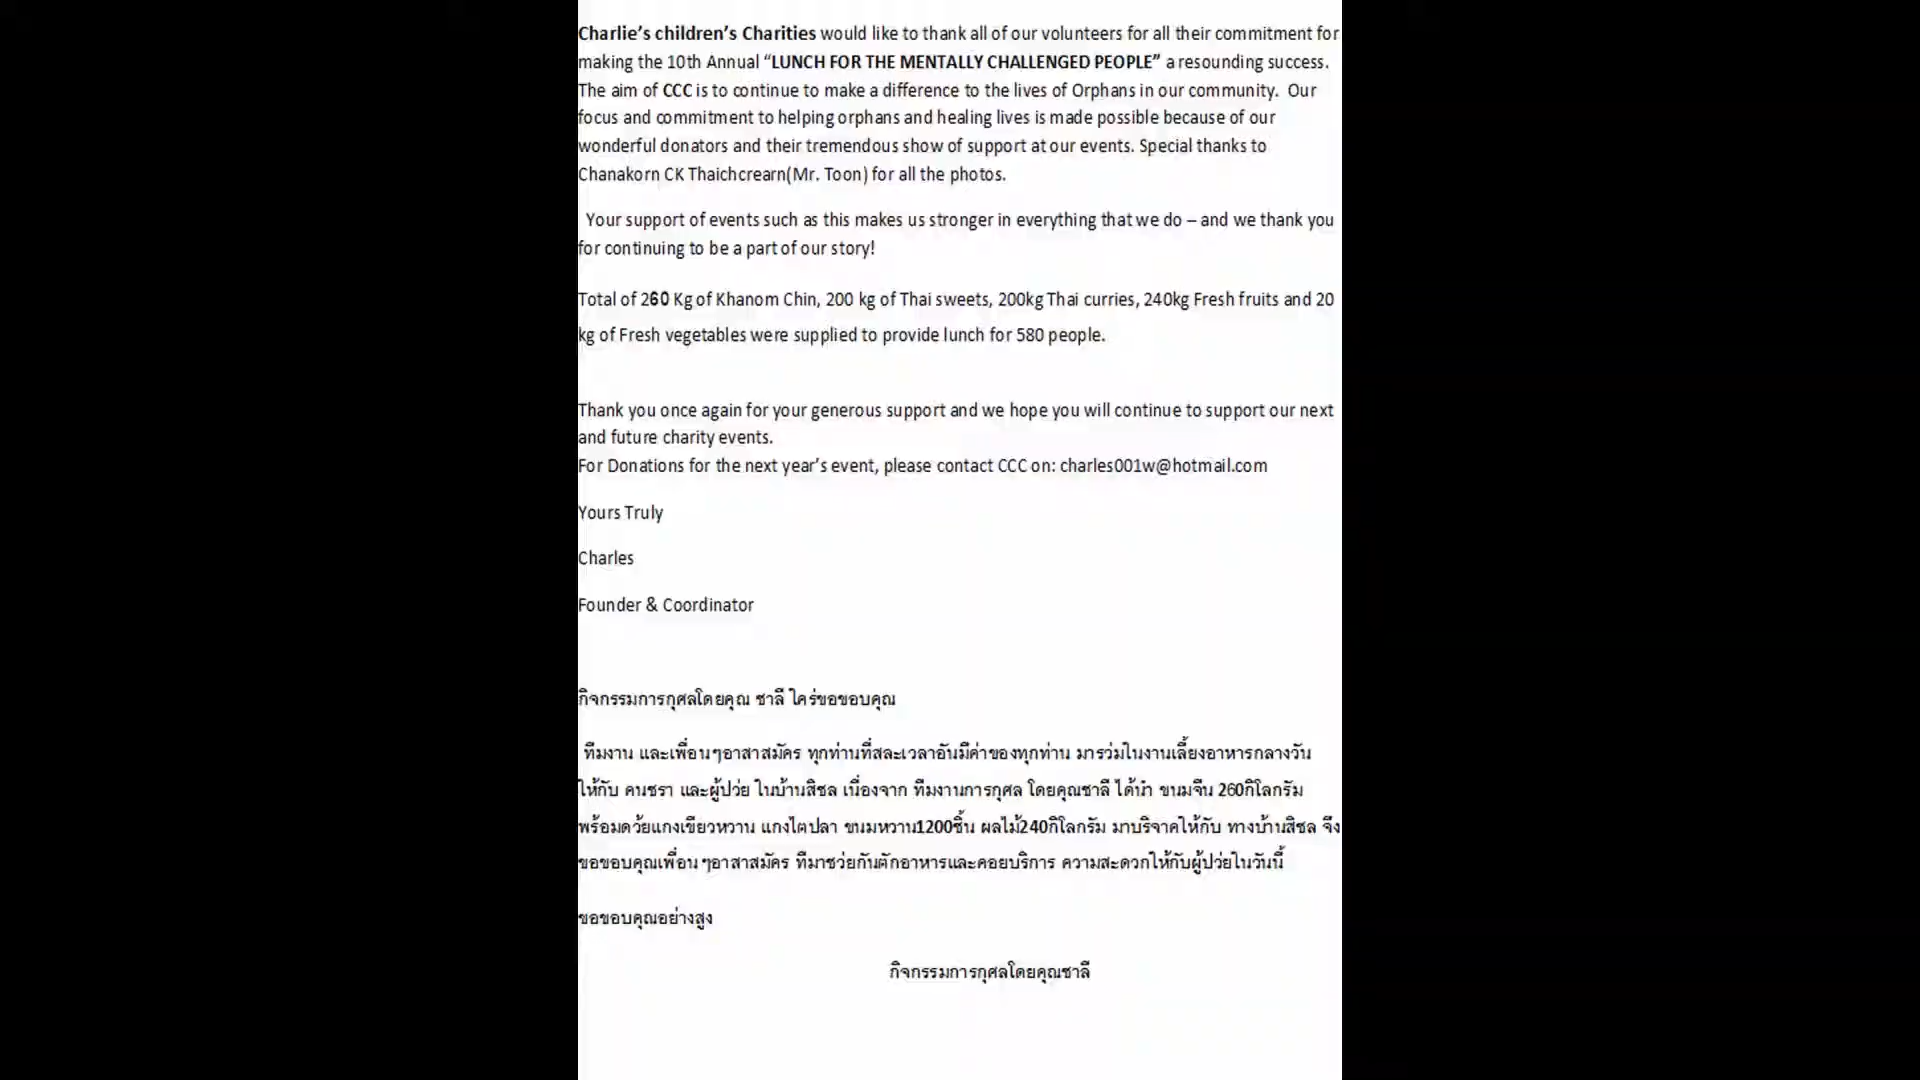 Charlie’s children’s Charities would like to thank all of our volunteers for all their commitment for
making the 10th Annual “LUNCH FOR THE MENTALLY CHALLENGED PEOPLE” a resounding success.
The aim of CCC is to continue to make a difference to the lives of Orphans in our community.  Our
focus and commitment to helping orphans and healing lives is made possible because of our
wonderful donators and their tremendous show of support at our events. Special thanks to
Chanakorn CK Thaichcrearn(Mr. Toon) for all the photos.
Your support of events such as this makes us stronger in everything that we do – and we thank you
for continuing to be a part of our story!
Total of 260 Kg of Khanom Chin, 200 kg of Thai sweets, 200kg Thai curries, 240kg Fresh fruits and 20
kg of Fresh vegetables were supplied to provide lunch for 580 people.
Thank you once again for your generous support and we hope you will continue to support our next
and future charity events.
For Donations for the next year’s event, please contact CCC on: charles001w@hotmail.com
Yours Truly
Charles
Founder & Coordinator
กิจกรรมการกุศลโดยคุณ ชาลี ใคร่ขอขอบคุณ
ทีมงาน และเพื่อนๆอาสาสมัคร ทุกท่านที่สละเวลาอันมีค่าของทุกท่าน มารว่มในงานเลี้ยงอาหารกลางวัน
ให้กับ คนชรา และผู้ปว่ย ในบ้านสิชล เนื่องจาก ทีมงานการกุศล โดยคุณชาลี ได้นำ ขนมจีน 260กิโลกรัม
พร้อมดว้ยแกงเขียวหวาน แกงไตปลา ขนมหวาน1200ชิ้น ผลไม้240กิโลกรัม มาบริจาคให้กับ ทางบ้านสิชล จึง
ขอขอบคุณเพื่อนๆอาสาสมัคร ทีมาชว่ยกันตักอาหารและคอยบริการ ความสะดวกให้กับผู้ปว่ยในวันนี้
ขอขอบคุณอย่างสูง
กิจกรรมการกุศลโดยคุณชาลี